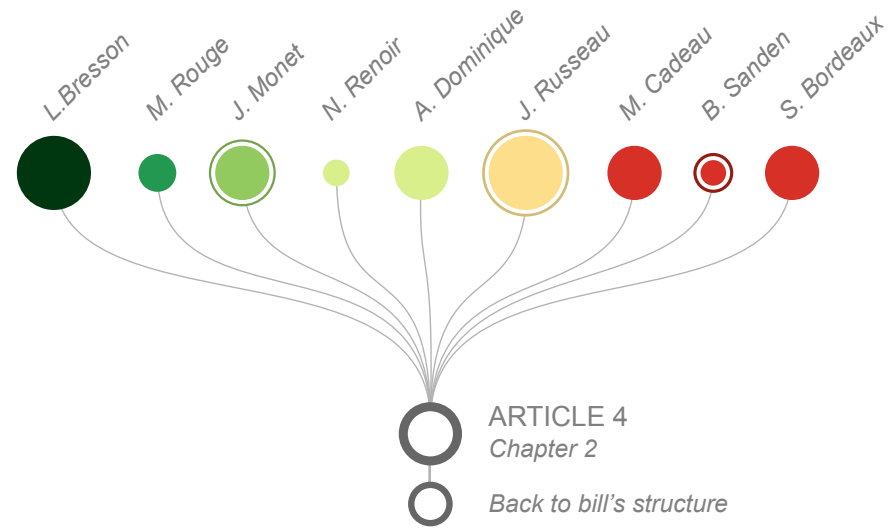 L.Bresson
M. Rouge
J. Monet
N. Renoir
A. Dominique
J. Russeau
M. Cadeau
B. Sanden
S. Bordeaux
ARTICLE 4
Chapter 2
Back to bill's structure